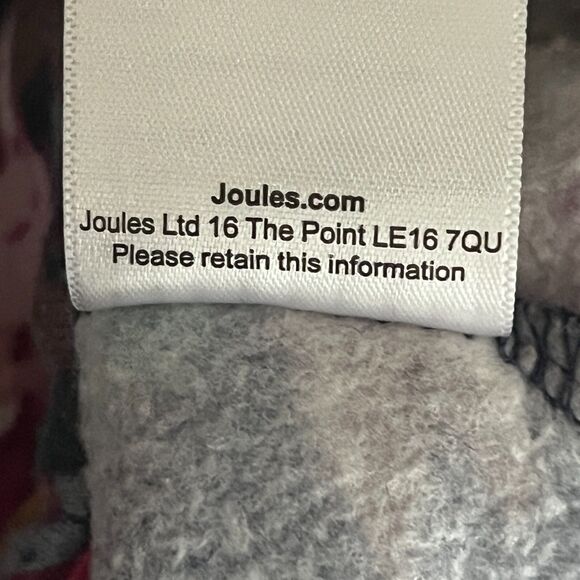 Joules.com
Joules Ltd 16 The Point LE16 7QU
Please retain this information